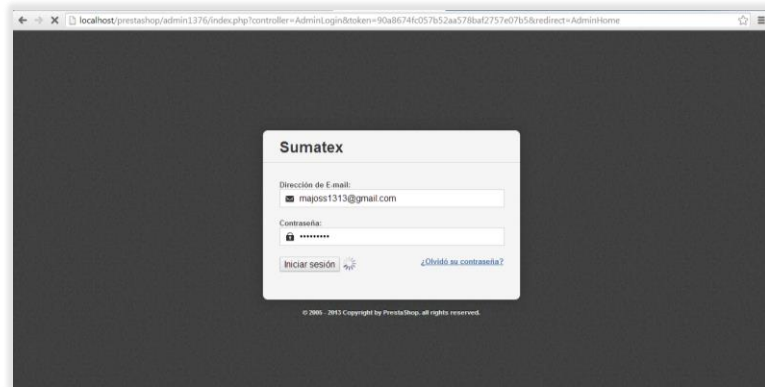 localhost/prestashop/admin1376/index.php?controller=AdminLogin&token=90a8674fc057b52aa578baf2757e07b5&redirect=AdminHome
Sumatex
Dirección de E-mail:
majoss1313@gmail.com
Contraseña:
•••••••••
Iniciar sesión
¿Olvidó su contraseña?
© 2005 - 2013 Copyright by PrestaShop. all rights reserved.